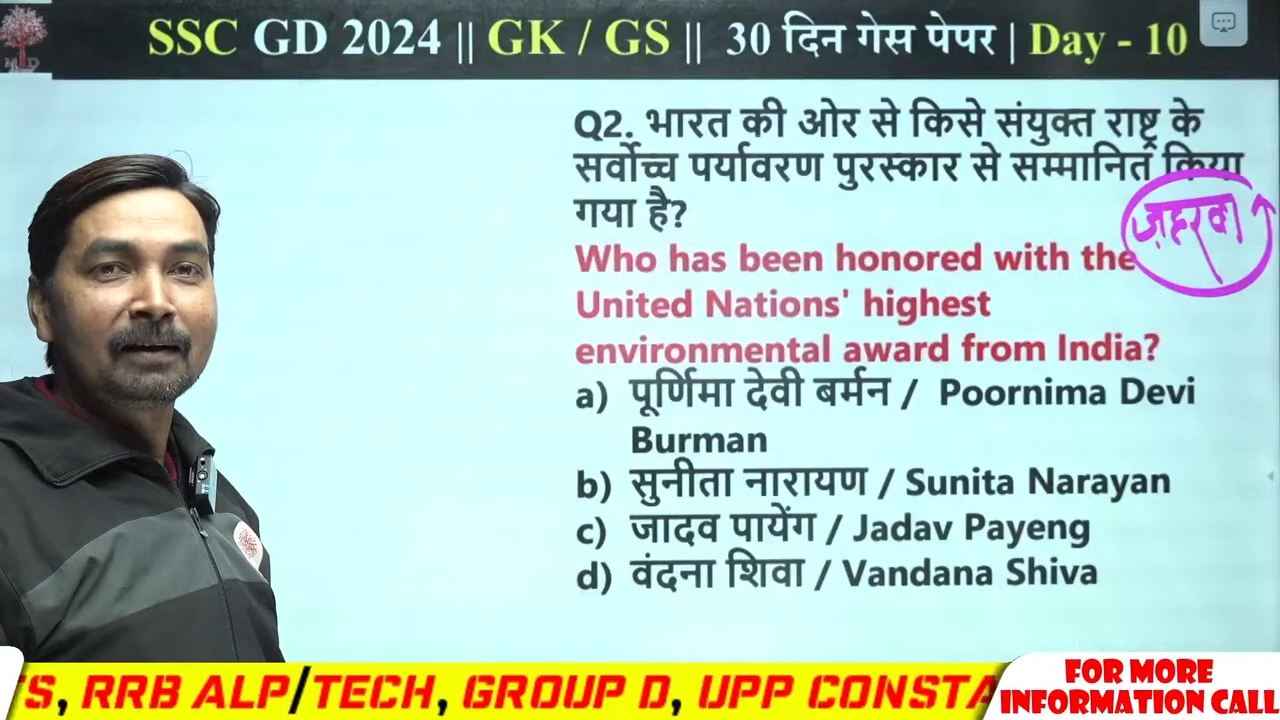 SSC GD 2024 || GK / GS || 30 दिन गेस पेपर | Day - 10
Q2. भारत की ओर से किसे संयुक्त राष्ट्र के
सर्वोच्च पर्यावरण पुरस्कार से सम्मानित किया
गया है?
Who has been honored with the
United Nations' highest
environmental award from India?
a) पूर्णिमा देवी बर्मन / Poornima Devi
Burman
b) सुनीता नारायण / Sunita Narayan
c) जादव पायेंग / Jadav Payeng
d) वंदना शिवा / Vandana Shiva
S, RRB ALP/TECH, GROUP D, UPP CONSTA
FOR MORE
INFORMATION CALL